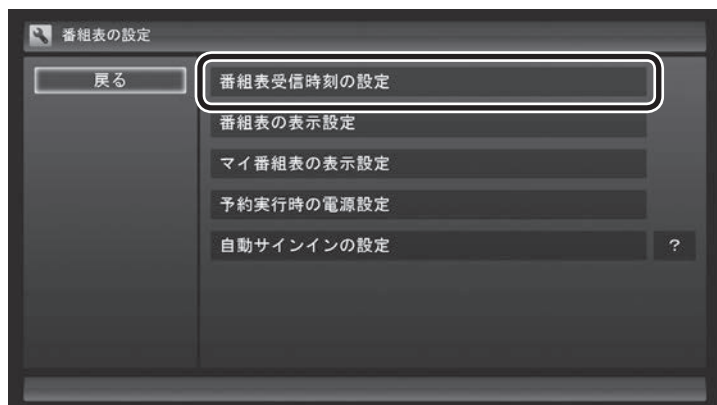 番組表の設定
戻る
番組表受信時刻の設定
番組表の表示設定
マイ番組表の表示設定
予約実行時の電源設定
自動サインインの設定
?